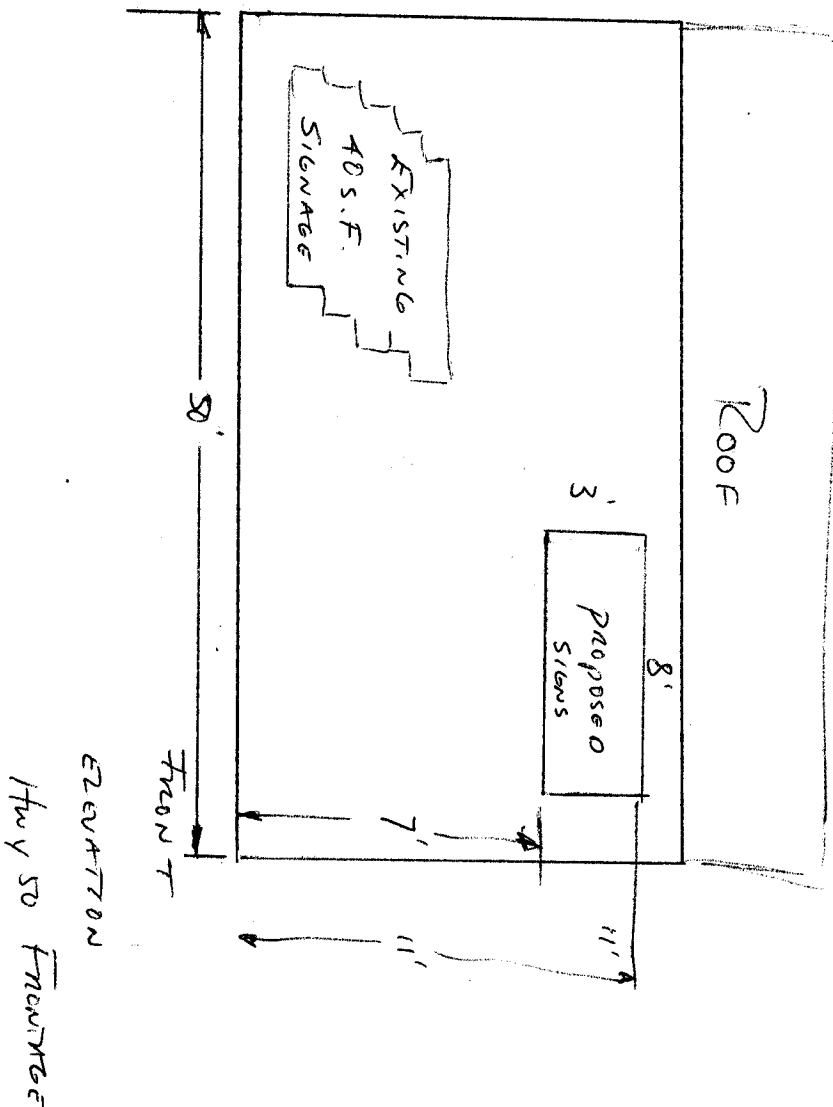 ROOF
8'
3'
PROPOSED
SIGNS
11'
EXISTING
40 S.F.
SIGNAGE
7'
11'
50'
FRONT
ELEVATION
Hwy 50 FRONTAGE